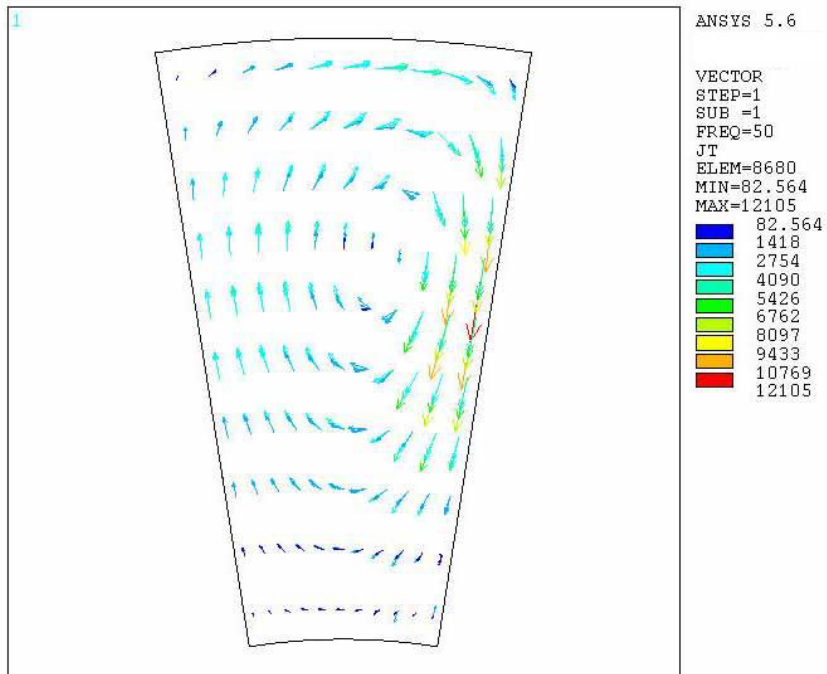 1
ANSYS 5.6
VECTOR
STEP=1
SUB =1
FREQ=50
JT
ELEM=8680
MIN=82.564
MAX=12105
82.564
1418
2754
4090
5426
6762
8097
9433
10769
12105